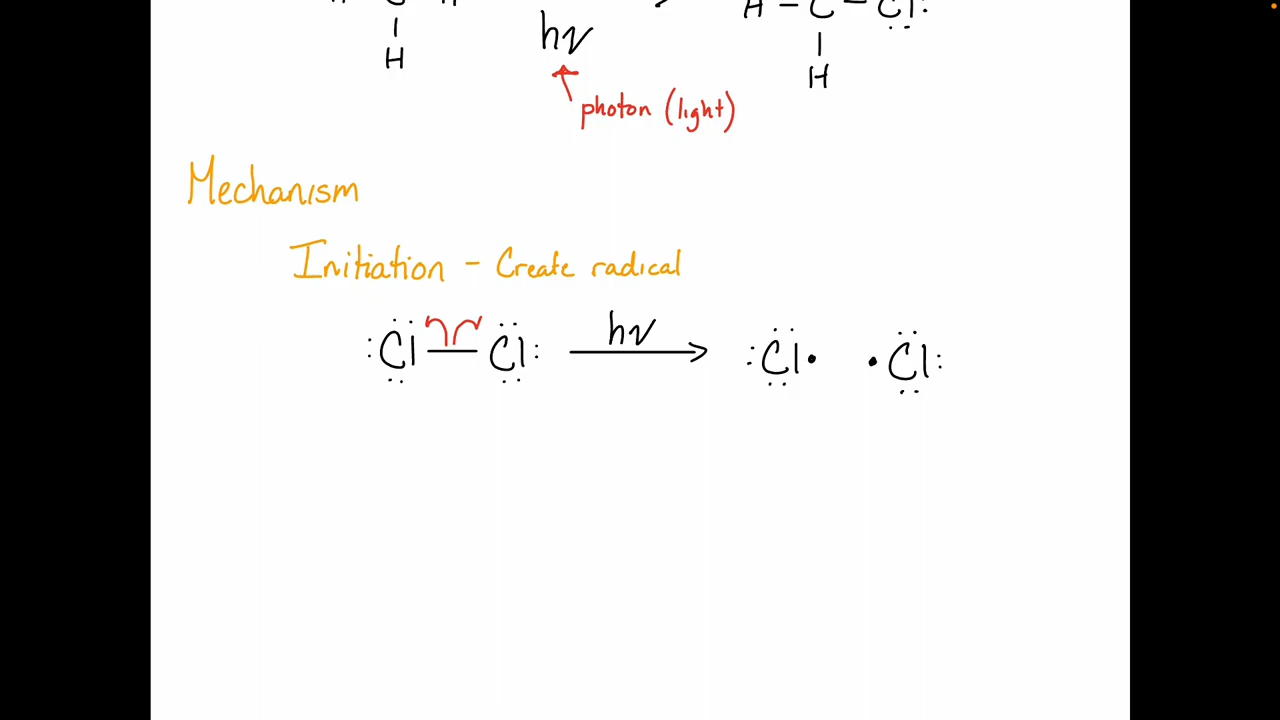 H – C – Cl:
hν
H
H
photon (light)
Mechanism
Initiation - Create radical
:Cl — Cl: hν :Cl• •Cl: